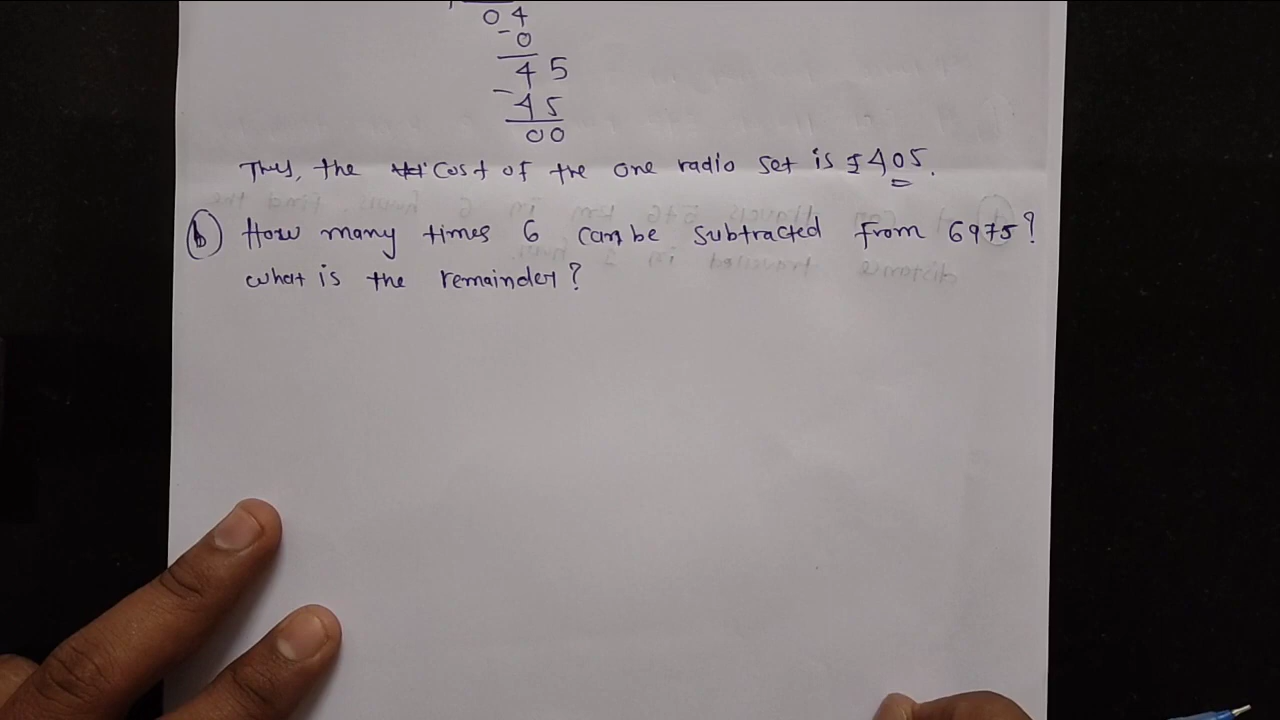 04
-0
45
-45
00
Thus, the cost of the one radio set is ₹405.
(b) How many times 6 can be subtracted from 6975?
what is the remainder?